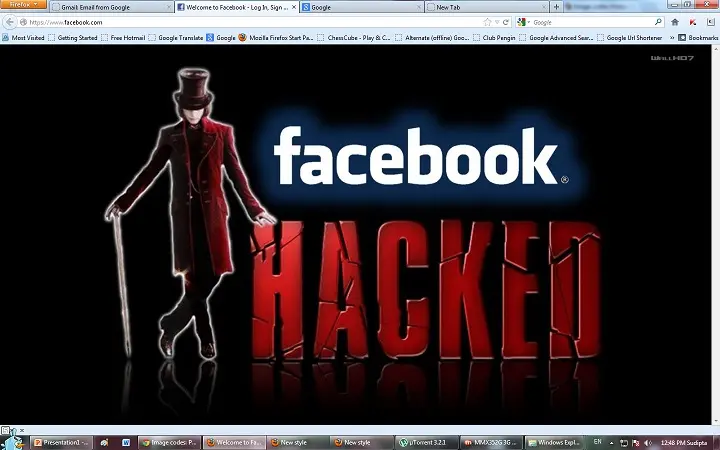 Firefox
Gmail: Email from Google
Welcome to Facebook - Log In, Sign ...
Google
New Tab
https://www.facebook.com
Google
Most Visited Getting Started Free Hotmail Google Translate Google Mozilla Firefox Start Pa... ChessCube - Play & C... Alternate (offline) Goo... Club Penguin Google Advanced Sear... Google Url Shortener » Bookmarks
WallHD7
facebook®
HACKED
Presentation1 - ... Image codes: P... Welcome to Fa... New style New style µTorrent 3.2.1 MMX352G 3G ... Windows Expl... EN 12:48 PM Sudipta